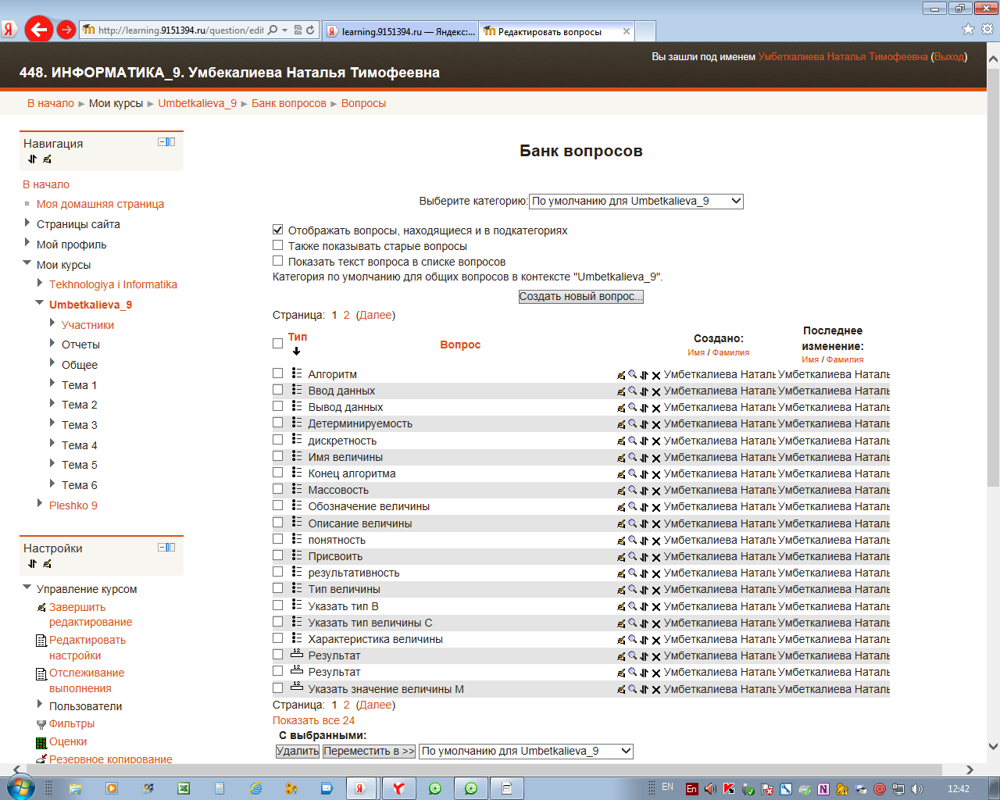 http://learning.9151394.ru/question/edit
learning.9151394.ru — Яндекс:...
Редактировать вопросы
Вы зашли под именем Умбеткалиева Наталья Тимофеевна (Выход)
448. ИНФОРМАТИКА_9. Умбекалиева Наталья Тимофеевна
В начало ► Мои курсы ► Umbetkalieva_9 ► Банк вопросов ► Вопросы
Навигация
В начало
Моя домашняя страница
Страницы сайта
Мой профиль
Мои курсы
Tekhnologiya i Informatika
Umbetkalieva_9
Участники
Отчеты
Общее
Тема 1
Тема 2
Тема 3
Тема 4
Тема 5
Тема 6
Pleshko 9
Настройки
Управление курсом
Завершить
редактирование
Редактировать
настройки
Отслеживание
выполнения
Пользователи
Фильтры
Оценки
Резервное копирование
Банк вопросов
Выберите категорию: По умолчанию для Umbetkalieva_9
Отображать вопросы, находящиеся и в подкатегориях
Также показывать старые вопросы
Показать текст вопроса в списке вопросов
Категория по умолчанию для общих вопросов в контексте "Umbetkalieva_9".
Создать новый вопрос...
Страница: 1 2 (Далее)
Тип Вопрос Создано: Имя / Фамилия Последнее изменение: Имя / Фамилия
Алгоритм Умбеткалиева Наталь Умбеткалиева Наталь
Ввод данных Умбеткалиева Наталь Умбеткалиева Наталь
Вывод данных Умбеткалиева Наталь Умбеткалиева Наталь
Детерминируемость Умбеткалиева Наталь Умбеткалиева Наталь
дискретность Умбеткалиева Наталь Умбеткалиева Наталь
Имя величины Умбеткалиева Наталь Умбеткалиева Наталь
Конец алгоритма Умбеткалиева Наталь Умбеткалиева Наталь
Массовость Умбеткалиева Наталь Умбеткалиева Наталь
Обозначение величины Умбеткалиева Наталь Умбеткалиева Наталь
Описание величины Умбеткалиева Наталь Умбеткалиева Наталь
понятность Умбеткалиева Наталь Умбеткалиева Наталь
Присвоить Умбеткалиева Наталь Умбеткалиева Наталь
результативность Умбеткалиева Наталь Умбеткалиева Наталь
Тип величины Умбеткалиева Наталь Умбеткалиева Наталь
Указать тип В Умбеткалиева Наталь Умбеткалиева Наталь
Указать тип величины С Умбеткалиева Наталь Умбеткалиева Наталь
Характеристика величины Умбеткалиева Наталь Умбеткалиева Наталь
12 Результат Умбеткалиева Наталь Умбеткалиева Наталь
12 Результат Умбеткалиева Наталь Умбеткалиева Наталь
12 Указать значение величины М Умбеткалиева Наталь Умбеткалиева Наталь
Страница: 1 2 (Далее)
Показать все 24
С выбранными:
Удалить Переместить в >> По умолчанию для Umbetkalieva_9
EN En 12:42